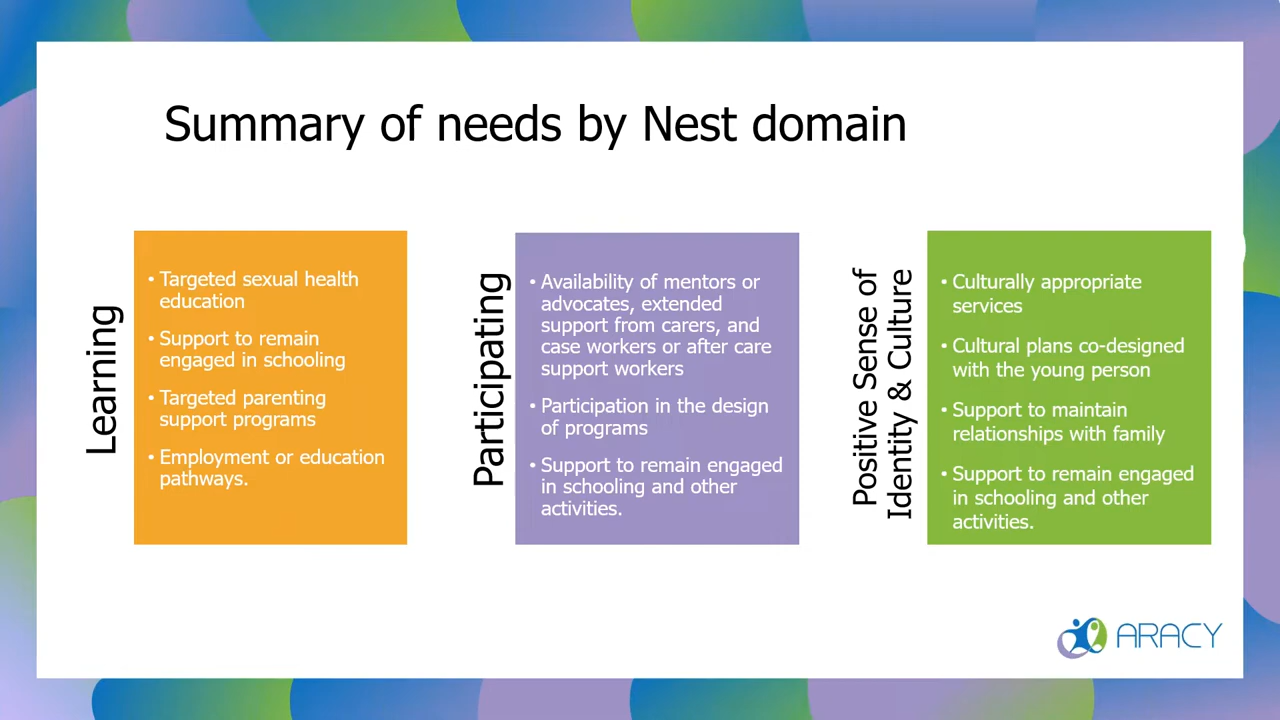 Summary of needs by Nest domain
Learning
• Targeted sexual health
education
• Support to remain
engaged in schooling
• Targeted parenting
support programs
• Employment or education
pathways.
Participating
• Availability of mentors or
advocates, extended
support from carers, and
case workers or after care
support workers
• Participation in the design
of programs
• Support to remain engaged
in schooling and other
activities.
Positive Sense of
Identity & Culture
• Culturally appropriate
services
• Cultural plans co-designed
with the young person
• Support to maintain
relationships with family
• Support to remain engaged
in schooling and other
activities.
ARACY